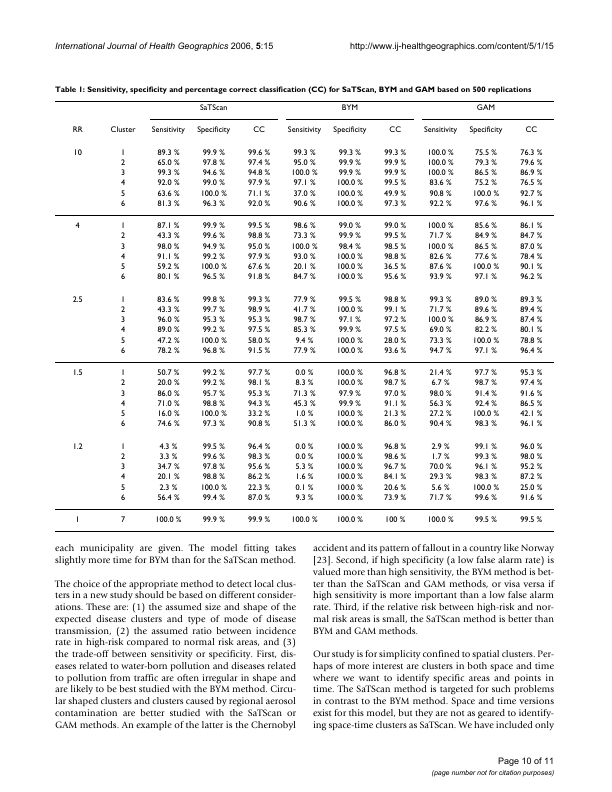 International Journal of Health Geographics 2006, 5:15 http://www.ij-healthgeographics.com/content/5/1/15
Table 1: Sensitivity, specificity and percentage correct classification (CC) for SaTScan, BYM and GAM based on 500 replications
SaTScan BYM GAM
RR Cluster Sensitivity Specificity CC Sensitivity Specificity CC Sensitivity Specificity CC
10 1 89.3 % 99.9 % 99.6 % 99.3 % 99.3 % 99.3 % 100.0 % 75.5 % 76.3 %
2 65.0 % 97.8 % 97.4 % 95.0 % 99.9 % 99.9 % 100.0 % 79.3 % 79.6 %
3 99.3 % 94.6 % 94.8 % 100.0 % 99.9 % 99.9 % 100.0 % 86.5 % 86.9 %
4 92.0 % 99.0 % 97.9 % 97.1 % 100.0 % 99.5 % 83.6 % 75.2 % 76.5 %
5 63.6 % 100.0 % 71.1 % 37.0 % 100.0 % 49.9 % 90.8 % 100.0 % 92.7 %
6 81.3 % 96.3 % 92.0 % 90.6 % 100.0 % 97.3 % 92.2 % 97.6 % 96.1 %
4 1 87.1 % 99.9 % 99.5 % 98.6 % 99.0 % 99.0 % 100.0 % 85.6 % 86.1 %
2 43.3 % 99.6 % 98.8 % 73.3 % 99.9 % 99.5 % 71.7 % 84.9 % 84.7 %
3 98.0 % 94.9 % 95.0 % 100.0 % 98.4 % 98.5 % 100.0 % 86.5 % 87.0 %
4 91.1 % 99.2 % 97.9 % 93.0 % 100.0 % 98.8 % 82.6 % 77.6 % 78.4 %
5 59.2 % 100.0 % 67.6 % 20.1 % 100.0 % 36.5 % 87.6 % 100.0 % 90.1 %
6 80.1 % 96.5 % 91.8 % 84.7 % 100.0 % 95.6 % 93.9 % 97.1 % 96.2 %
2.5 1 83.6 % 99.8 % 99.3 % 77.9 % 99.5 % 98.8 % 99.3 % 89.0 % 89.3 %
2 43.3 % 99.7 % 98.9 % 41.7 % 100.0 % 99.1 % 71.7 % 89.6 % 89.4 %
3 96.0 % 95.3 % 95.3 % 98.7 % 97.1 % 97.2 % 100.0 % 86.9 % 87.4 %
4 89.0 % 99.2 % 97.5 % 85.3 % 99.9 % 97.5 % 69.0 % 82.2 % 80.1 %
5 47.2 % 100.0 % 58.0 % 9.4 % 100.0 % 28.0 % 73.3 % 100.0 % 78.8 %
6 78.2 % 96.8 % 91.5 % 77.9 % 100.0 % 93.6 % 94.7 % 97.1 % 96.4 %
1.5 1 50.7 % 99.2 % 97.7 % 0.0 % 100.0 % 96.8 % 21.4 % 97.7 % 95.3 %
2 20.0 % 99.2 % 98.1 % 8.3 % 100.0 % 98.7 % 6.7 % 98.7 % 97.4 %
3 86.0 % 95.7 % 95.3 % 71.3 % 97.9 % 97.0 % 98.0 % 91.4 % 91.6 %
4 71.0 % 98.8 % 94.3 % 45.3 % 99.9 % 91.1 % 56.3 % 92.4 % 86.5 %
5 16.0 % 100.0 % 33.2 % 1.0 % 100.0 % 21.3 % 27.2 % 100.0 % 42.1 %
6 74.6 % 97.3 % 90.8 % 51.3 % 100.0 % 86.0 % 90.4 % 98.3 % 96.1 %
1.2 1 4.3 % 99.5 % 96.4 % 0.0 % 100.0 % 96.8 % 2.9 % 99.1 % 96.0 %
2 3.3 % 99.6 % 98.3 % 0.0 % 100.0 % 98.6 % 1.7 % 99.3 % 98.0 %
3 34.7 % 97.8 % 95.6 % 5.3 % 100.0 % 96.7 % 70.0 % 96.1 % 95.2 %
4 20.1 % 98.8 % 86.2 % 1.6 % 100.0 % 84.1 % 29.3 % 98.3 % 87.2 %
5 2.3 % 100.0 % 22.3 % 0.1 % 100.0 % 20.6 % 5.6 % 100.0 % 25.0 %
6 56.4 % 99.4 % 87.0 % 9.3 % 100.0 % 73.9 % 71.7 % 99.6 % 91.6 %
1 7 100.0 % 99.9 % 99.9 % 100.0 % 100.0 % 100 % 100.0 % 99.5 % 99.5 %
each municipality are given. The model fitting takes
slightly more time for BYM than for the SaTScan method.
The choice of the appropriate method to detect local clus-
ters in a new study should be based on different consider-
ations. These are: (1) the assumed size and shape of the
expected disease clusters and type of mode of disease
transmission, (2) the assumed ratio between incidence
rate in high-risk compared to normal risk areas, and (3)
the trade-off between sensitivity or specificity. First, dis-
eases related to water-born pollution and diseases related
to pollution from traffic are often irregular in shape and
are likely to be best studied with the BYM method. Circu-
lar shaped clusters and clusters caused by regional aerosol
contamination are better studied with the SaTScan or
GAM methods. An example of the latter is the Chernobyl
accident and its pattern of fallout in a country like Norway
[23]. Second, if high specificity (a low false alarm rate) is
valued more than high sensitivity, the BYM method is bet-
ter than the SaTScan and GAM methods, or visa versa if
high sensitivity is more important than a low false alarm
rate. Third, if the relative risk between high-risk and nor-
mal risk areas is small, the SaTScan method is better than
BYM and GAM methods.
Our study is for simplicity confined to spatial clusters. Per-
haps of more interest are clusters in both space and time
where we want to identify specific areas and points in
time. The SaTScan method is targeted for such problems
in contrast to the BYM method. Space and time versions
exist for this model, but they are not as geared to identify-
ing space-time clusters as SaTScan. We have included only
Page 10 of 11
(page number not for citation purposes)